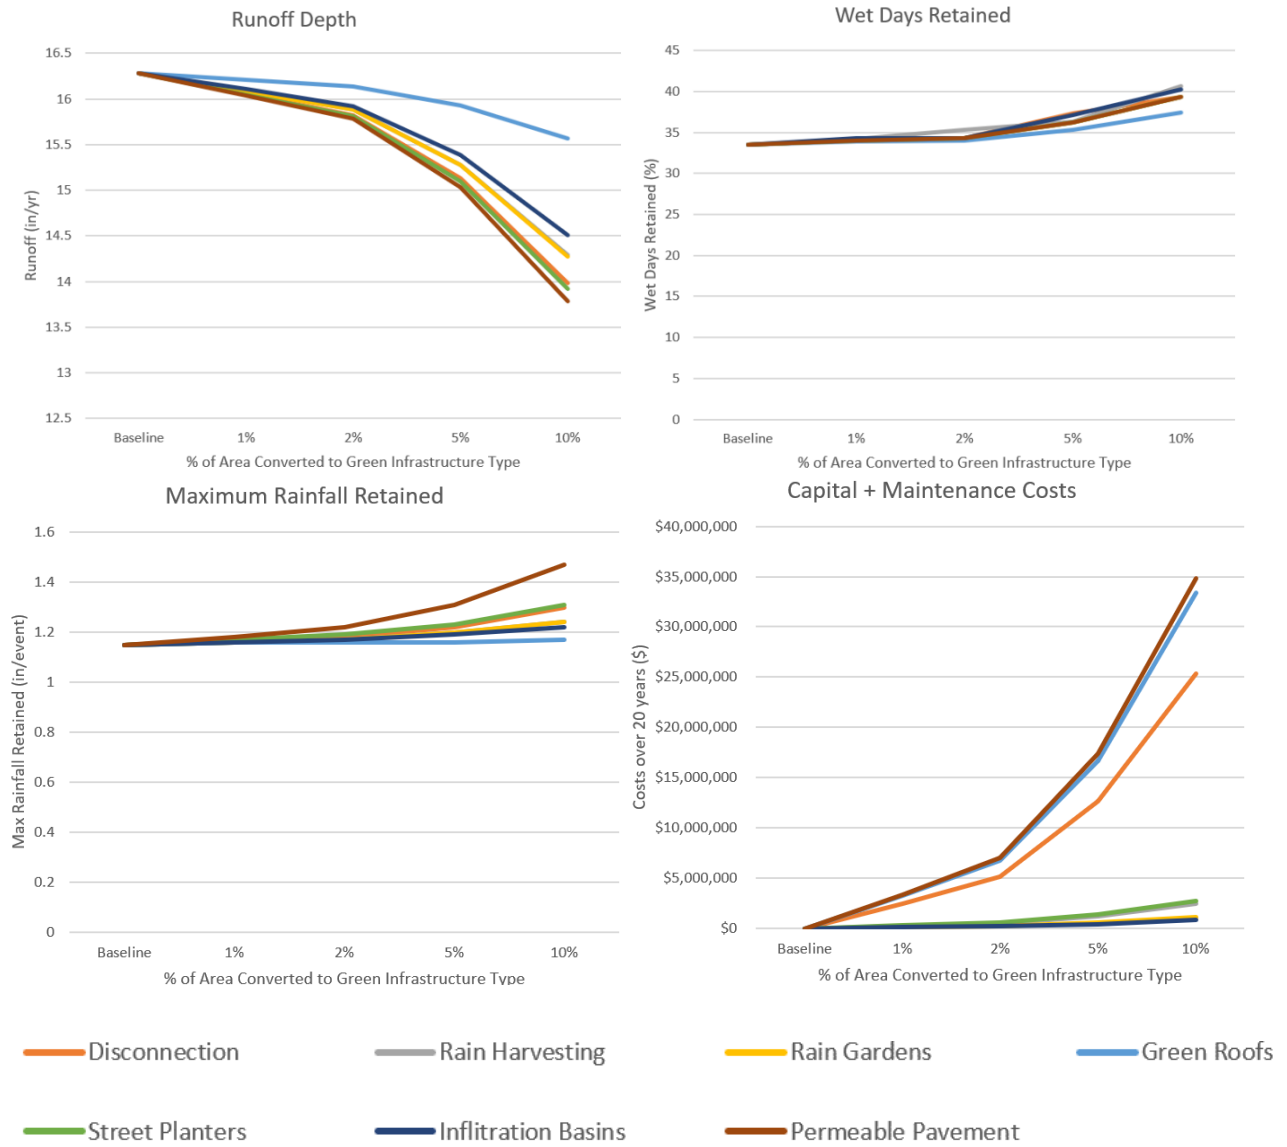 Runoff Depth
16.5
16
15.5
15
14.5
14
13.5
13
12.5
Runoff (in/yr)
Baseline 1% 2% 5% 10%
% of Area Converted to Green Infrastructure Type
Wet Days Retained
45
40
35
30
25
20
15
10
5
0
Wet Days Retained (%)
Baseline 1% 2% 5% 10%
% of Area Converted to Green Infrastructure Type
Maximum Rainfall Retained
1.6
1.4
1.2
1
0.8
0.6
0.4
0.2
0
Max Rainfall Retained (in/event)
Baseline 1% 2% 5% 10%
% of Area Converted to Green Infrastructure Type
Capital + Maintenance Costs
$40,000,000
$35,000,000
$30,000,000
$25,000,000
$20,000,000
$15,000,000
$10,000,000
$5,000,000
$0
Costs over 20 years ($)
Baseline 1% 2% 5% 10%
% of Area Converted to Green Infrastructure Type
Disconnection Rain Harvesting Rain Gardens Green Roofs
Street Planters Inflitration Basins Permeable Pavement